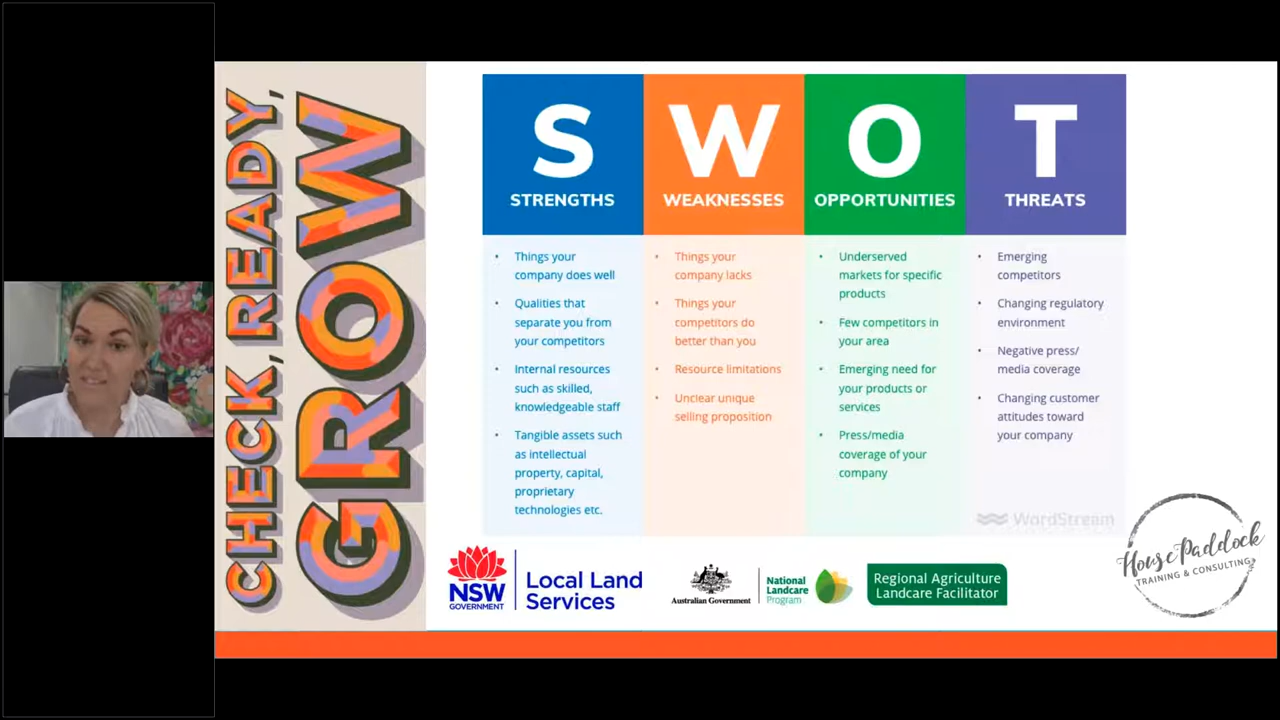 CHECK, READY,
GROW
S
STRENGTHS
Things your
company does well
Qualities that
separate you from
your competitors
Internal resources
such as skilled,
knowledgeable staff
Tangible assets such
as intellectual
property, capital,
proprietary
technologies etc.
W
WEAKNESSES
Things your
company lacks
Things your
competitors do
better than you
Resource limitations
Unclear unique
selling proposition
O
OPPORTUNITIES
Underserved
markets for specific
products
Few competitors in
your area
Emerging need for
your products or
services
Press/media
coverage of your
company
T
THREATS
Emerging
competitors
Changing regulatory
environment
Negative press/
media coverage
Changing customer
attitudes toward
your company
WordStream
NSW
GOVERNMENT
Local Land
Services
Australian Government
National
Landcare
Program
Regional Agriculture
Landcare Facilitator
House Paddock
TRAINING & CONSULTING